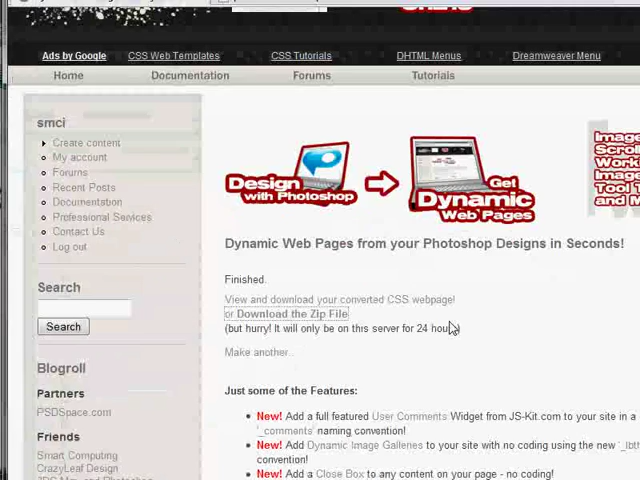 Ads by Google CSS Web Templates CSS Tutorials DHTML Menus Dreamweaver Menu
Home Documentation Forums Tutorials
smci
Create content
My account
Forums
Recent Posts
Documentation
Professional Services
Contact Us
Log out
Search
Search
Blogroll
Partners
PSDSpace.com
Friends
Smart Computing
CrazyLeaf Design
Design
with Photoshop
Get
Dynamic
Web Pages
Image
Scrol
Work
Image
Tool T
and M
Dynamic Web Pages from your Photoshop Designs in Seconds!
Finished.
View and download your converted CSS webpage!
or Download the Zip File
(but hurry! It will only be on this server for 24 hours)
Make another..
Just some of the Features:
New! Add a full featured User Comments Widget from JS-Kit.com to your site in a
'_comments' naming convention!
New! Add Dynamic Image Galleries to your site with no coding using the new
convention!
New! Add a Close Box to any content on your page - no coding!